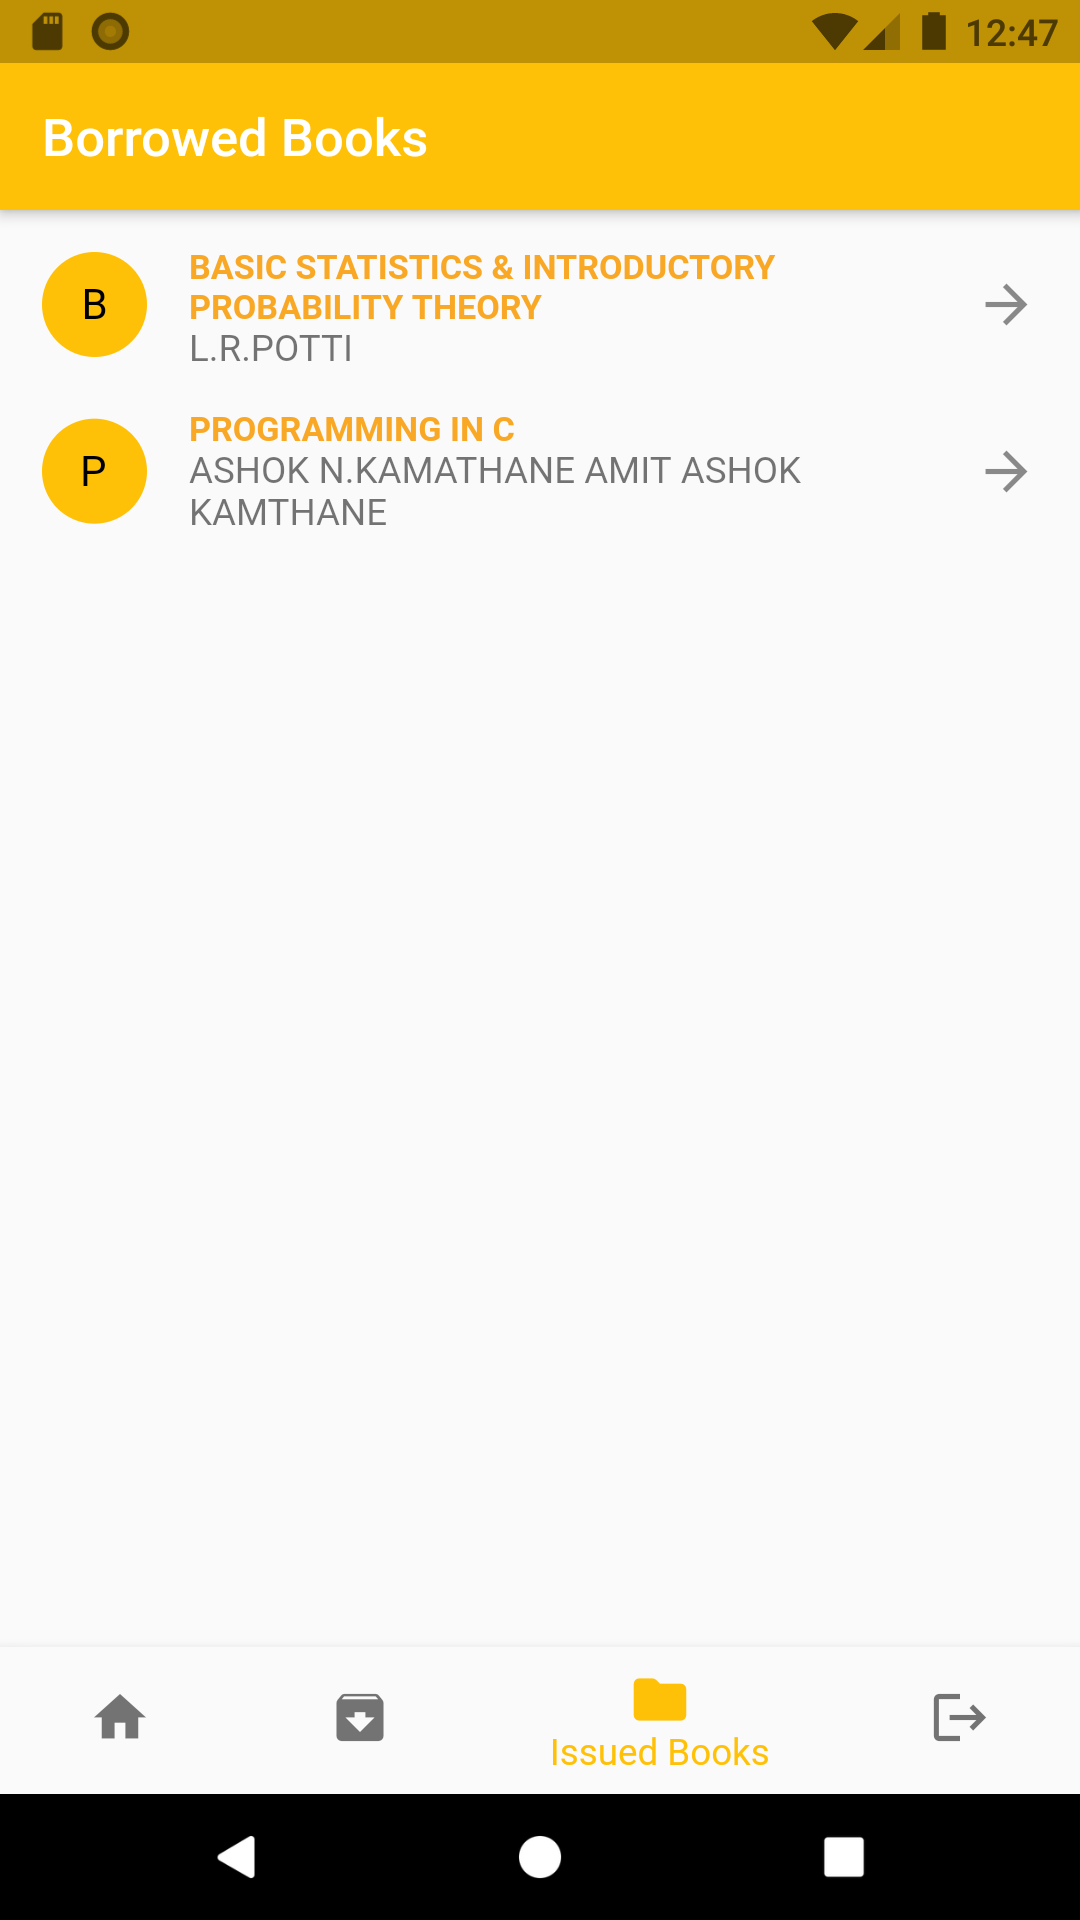 12:47
Borrowed Books
B
BASIC STATISTICS & INTRODUCTORY
PROBABILITY THEORY
L.R.POTTI
P
PROGRAMMING IN C
ASHOK N.KAMATHANE AMIT ASHOK
KAMTHANE
Issued Books